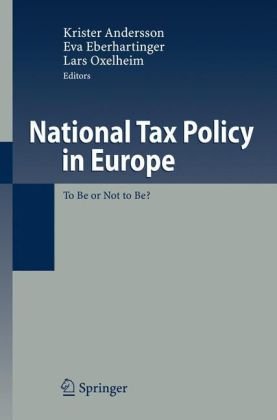 Krister Andersson
Eva Eberhartinger
Lars Oxelheim
Editors
National Tax Policy
in Europe
To Be or Not to Be?
Springer